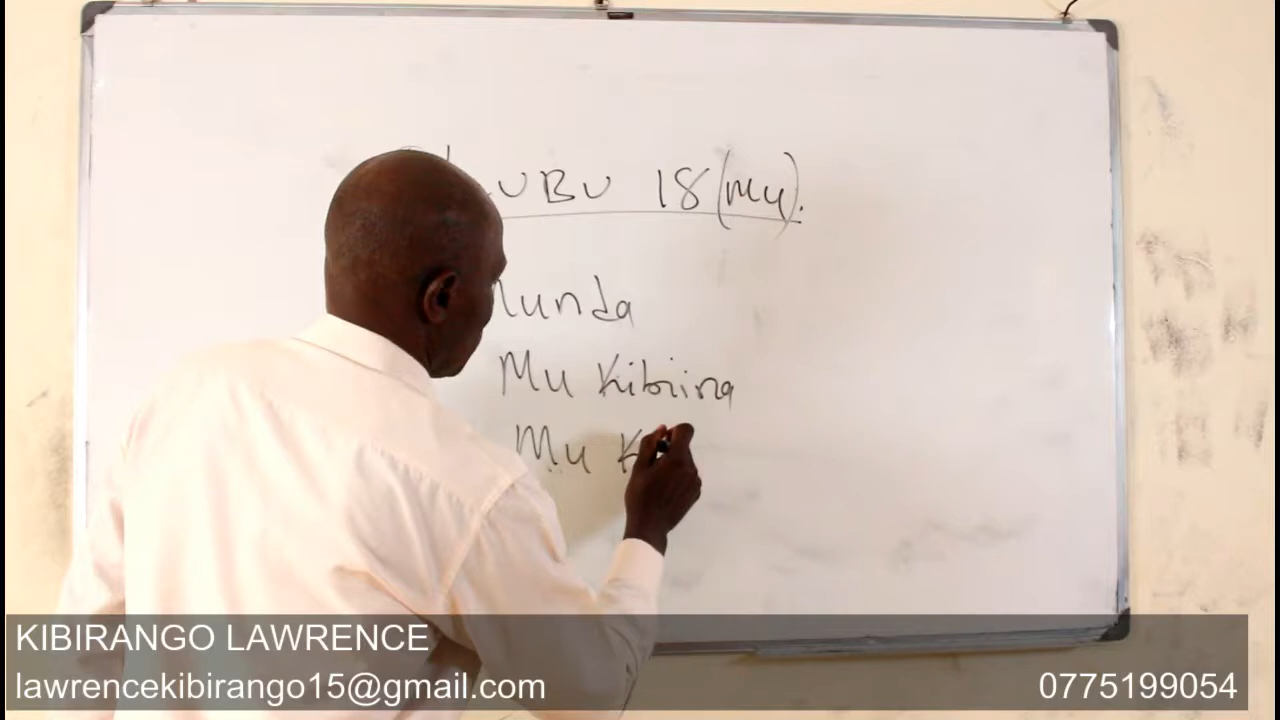 UBU 18 (Mu).
unda
Mu Kibiina
Mu K
KIBIRANGO LAWRENCE
lawrencekibirango15@gmail.com
0775199054